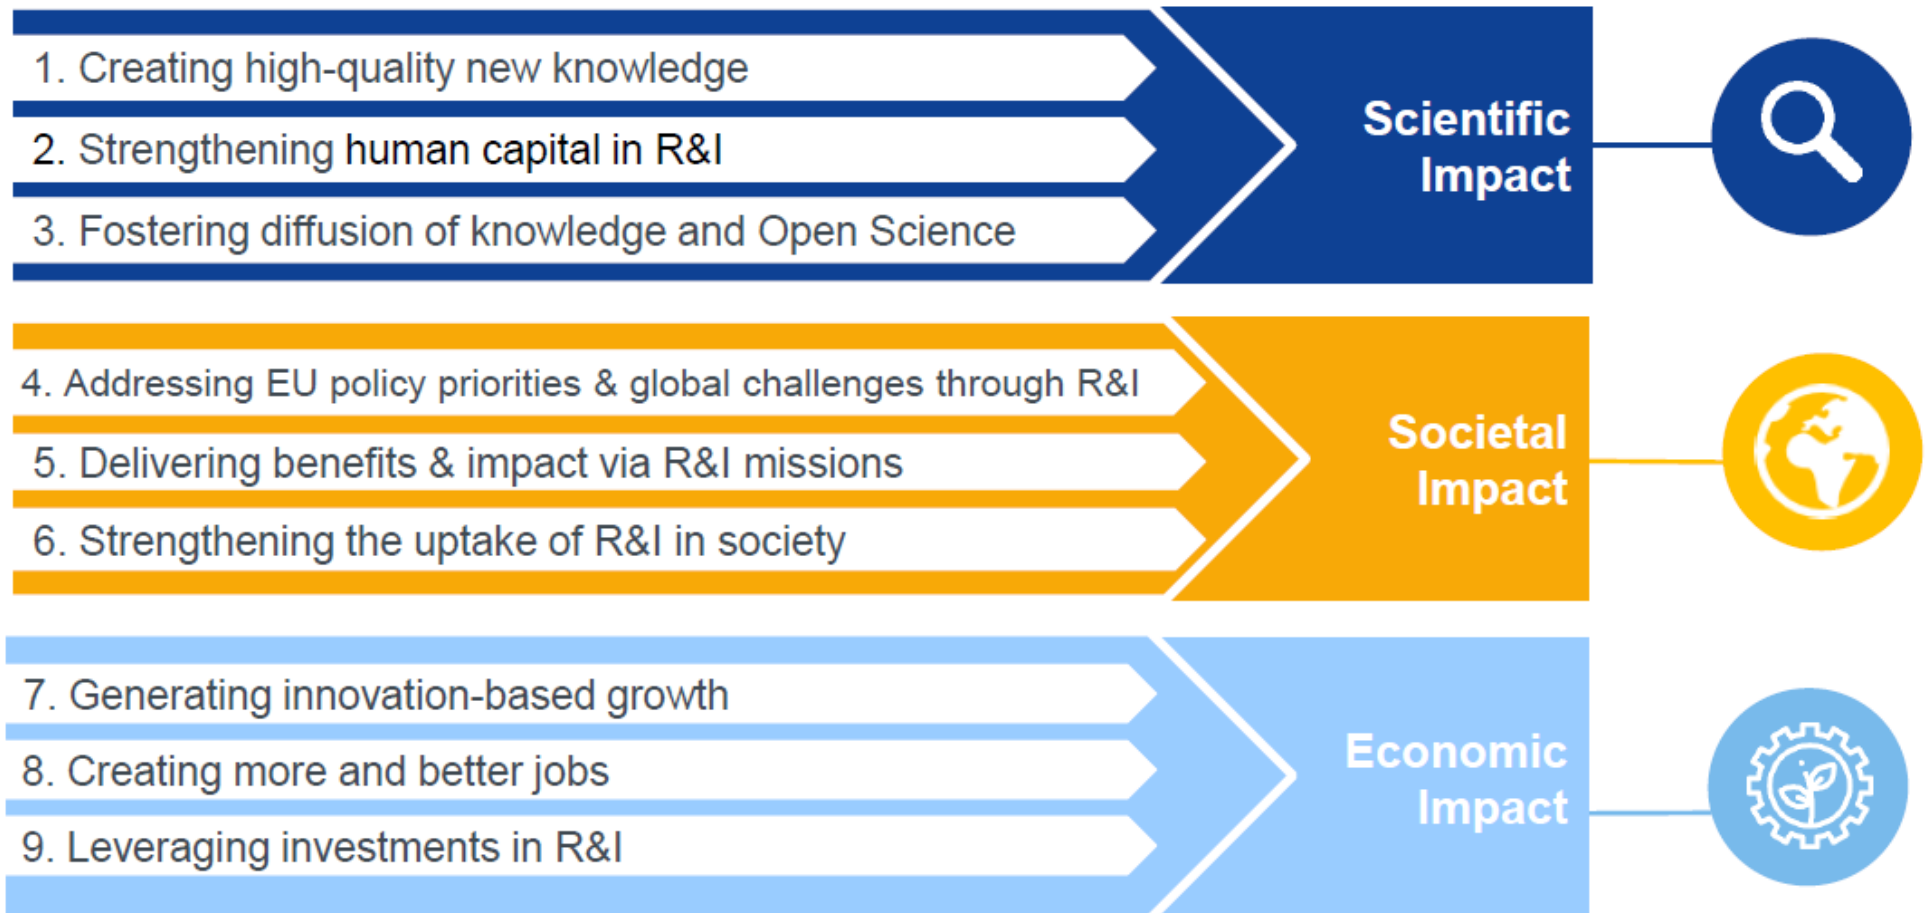 1. Creating high-quality new knowledge
2. Strengthening human capital in R&I
3. Fostering diffusion of knowledge and Open Science
Scientific
Impact
4. Addressing EU policy priorities & global challenges through R&I
5. Delivering benefits & impact via R&I missions
6. Strengthening the uptake of R&I in society
Societal
Impact
7. Generating innovation-based growth
8. Creating more and better jobs
9. Leveraging investments in R&I
Economic
Impact